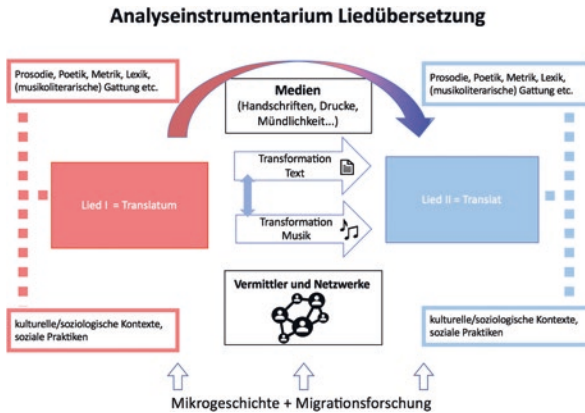 Analyseinstrumentarium Liedübersetzung
Prosodie, Poetik, Metrik, Lexik,
(musikoliterarische) Gattung etc.
Medien
(Handschriften, Drucke,
Mündlichkeit...)
Prosodie, Poetik, Metrik, Lexik,
(musikoliterarische) Gattung etc.
Lied I = Translatum
Transformation
Text
Transformation
Musik
Lied II = Translat
Vermittler und Netzwerke
kulturelle/soziologische Kontexte,
soziale Praktiken
kulturelle/soziologische Kontexte,
soziale Praktiken
Mikrogeschichte + Migrationsforschung